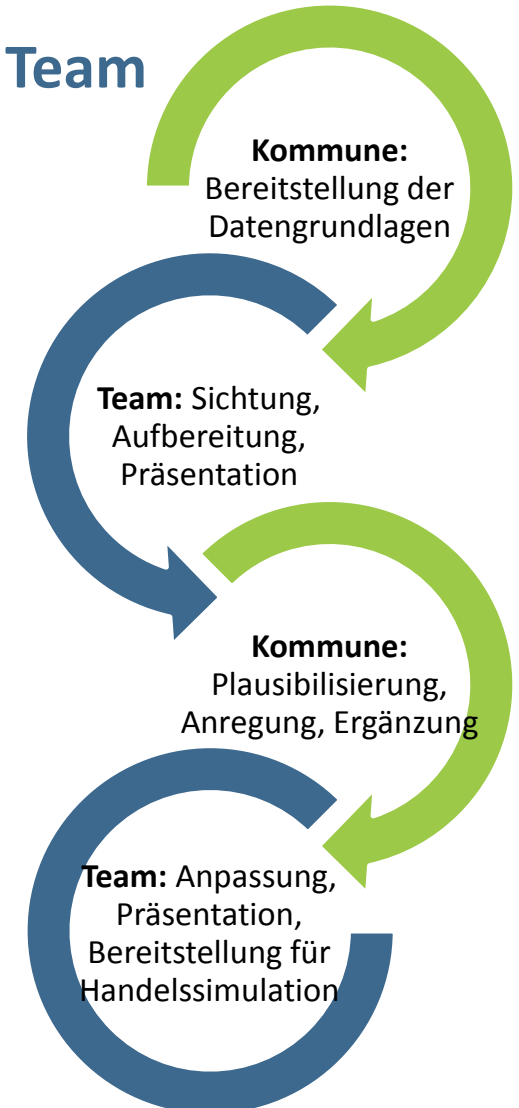 Team
Kommune:
Bereitstellung der
Datengrundlagen
Team: Sichtung,
Aufbereitung,
Präsentation
Kommune:
Plausibilisierung,
Anregung, Ergänzung
Team: Anpassung,
Präsentation,
Bereitstellung für
Handelssimulation